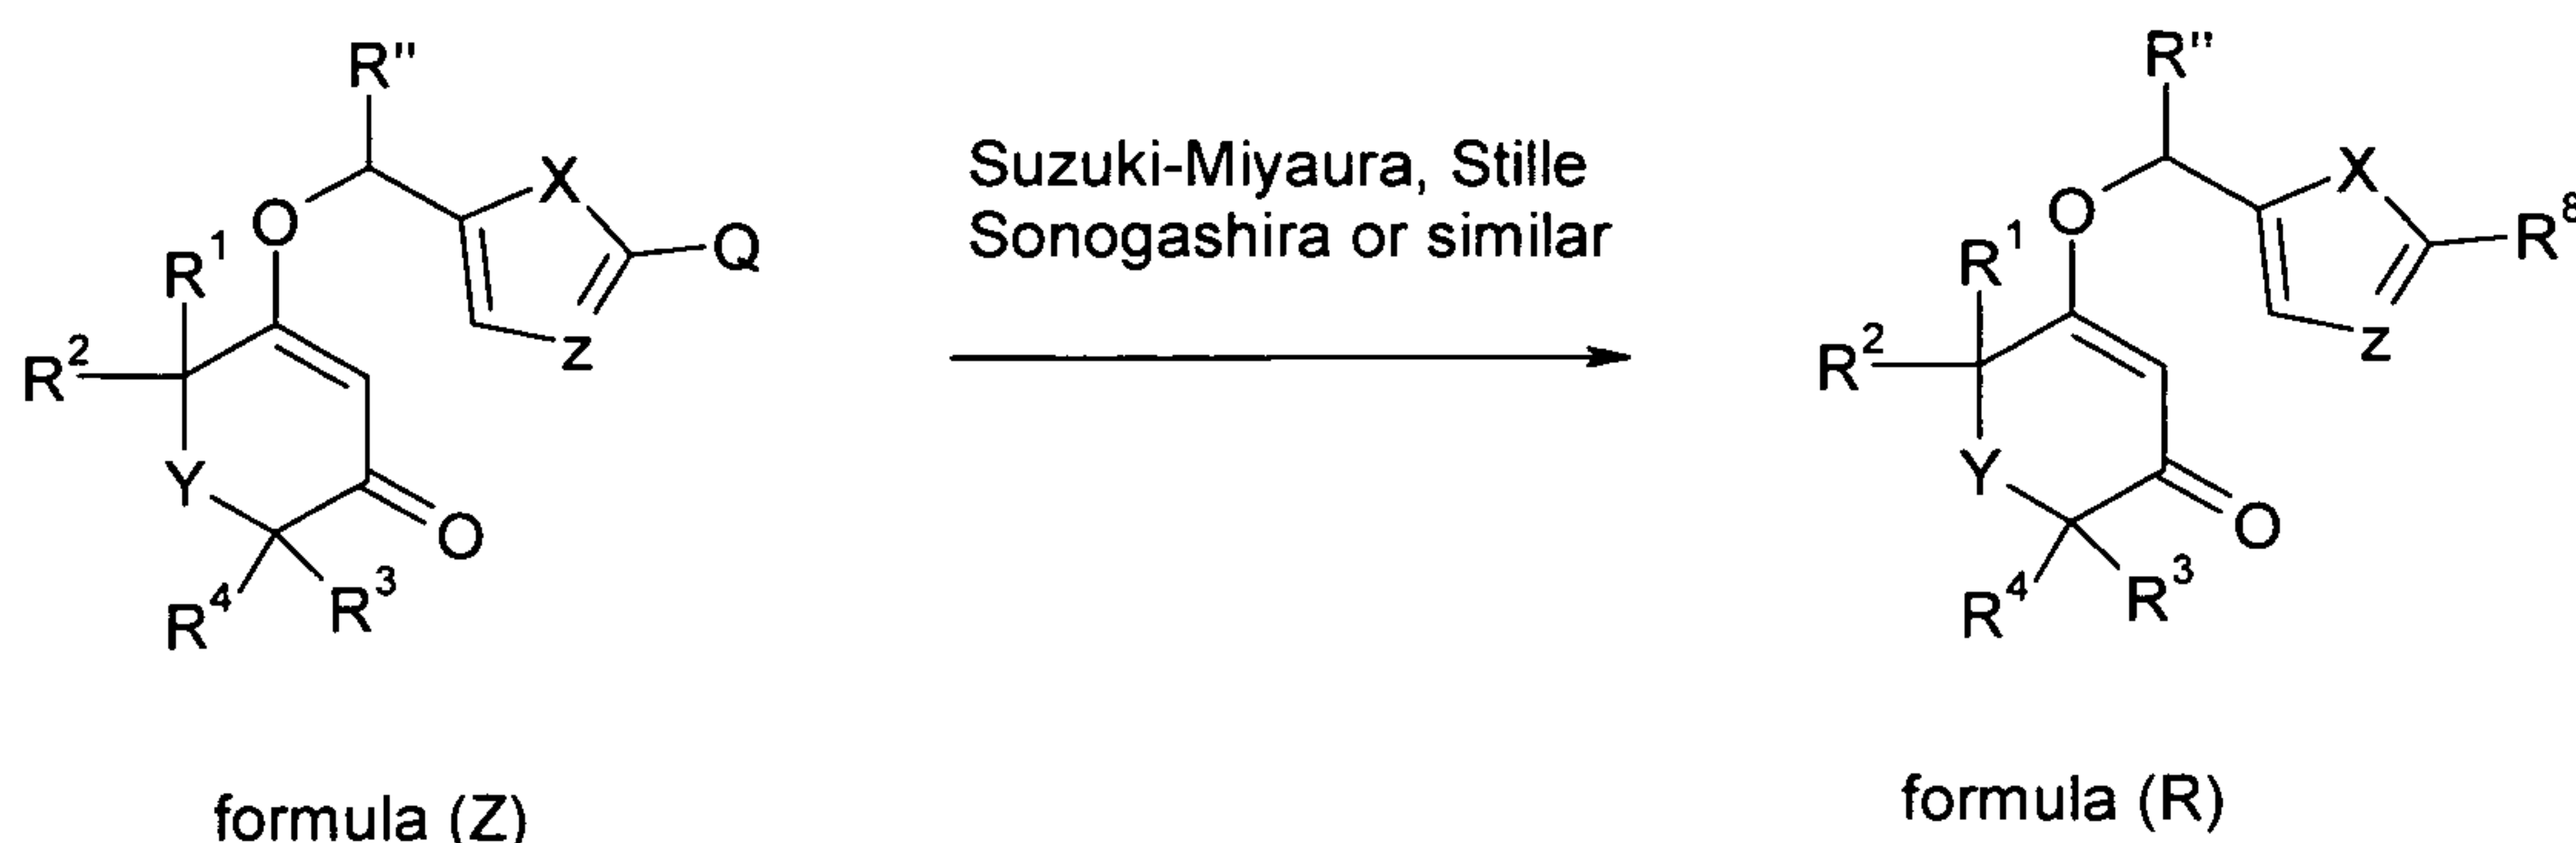 R"
R"
X
X
O
Q
O
R⁸
R¹
R¹
R²
R²
Z
Z
Suzuki-Miyaura, Stille
Sonogashira or similar
Y
Y
O
O
R⁴
R³
R⁴
R³
formula (Z)
formula (R)